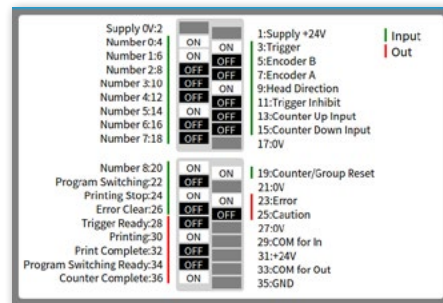 Supply 0V:2
1:Supply +24V
Input
Number 0:4 ON
ON 3:Trigger
Out
Number 1:6 ON
OFF 5:Encoder B
Number 2:8 OFF
OFF 7:Encoder A
Number 3:10 OFF
ON 9:Head Direction
Number 4:12 OFF
OFF 11:Trigger Inhibit
Number 5:14 ON
OFF 13:Counter Up Input
Number 6:16 OFF
OFF 15:Counter Down Input
Number 7:18 OFF
17:0V
Number 8:20 ON
ON 19:Counter/Group Reset
Program Switching:22 OFF
21:0V
Printing Stop:24 ON
ON 23:Error
Error Clear:26 OFF
OFF 25:Caution
Trigger Ready:28 OFF
27:0V
Printing:30 ON
29:COM for In
Print Complete:32 OFF
31:+24V
Program Switching Ready:34 OFF
33:COM for Out
Counter Complete:36 ON
35:GND